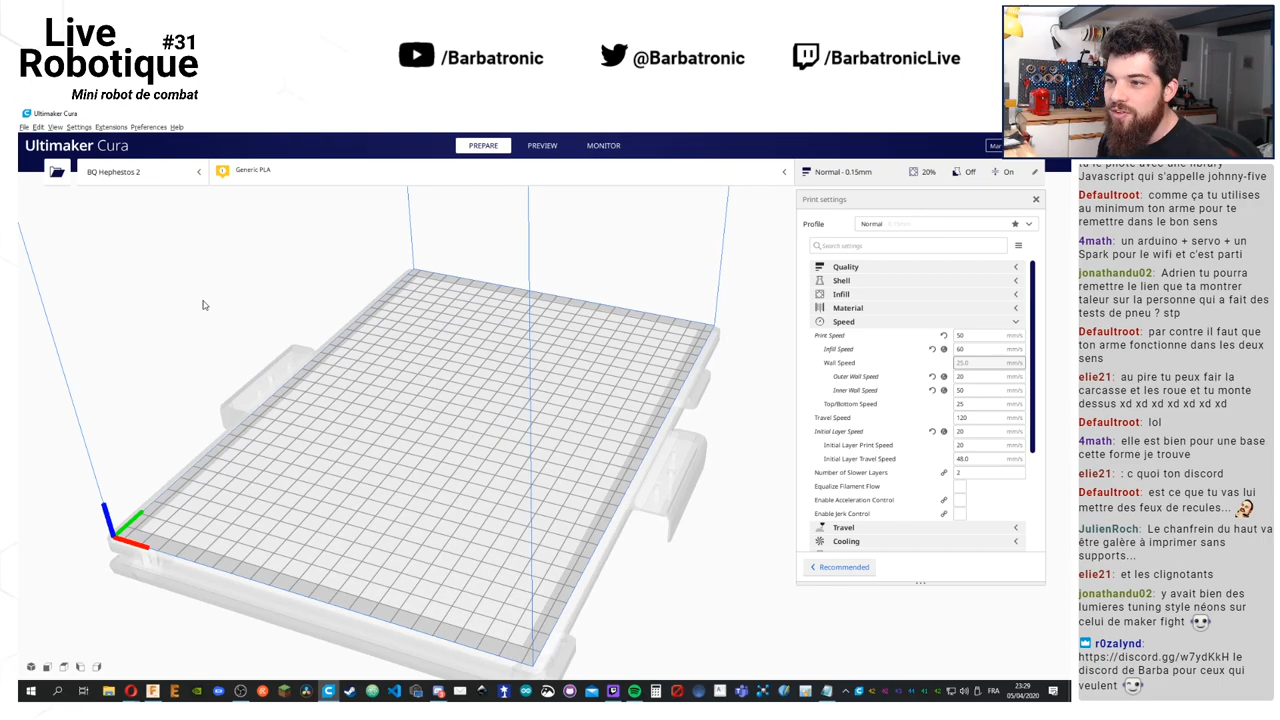 Live
Robotique #31
Mini robot de combat
/Barbatronic
@Barbatronic
/BarbatronicLive
Ultimaker Cura
File Edit View Settings Extensions Preferences Help
Ultimaker Cura
PREPARE
PREVIEW
MONITOR
Mar
BQ Hephestos 2
Generic PLA
Normal - 0.15mm
20%
Off
On
Print settings
Profile
Normal
Search settings
Quality
Shell
Infill
Material
Speed
Print Speed 50 mm/s
Infill Speed 60 mm/s
Wall Speed 25.0 mm/s
Outer Wall Speed 20 mm/s
Inner Wall Speed 50 mm/s
Top/Bottom Speed 25 mm/s
Travel Speed 120 mm/s
Initial Layer Speed 20 mm/s
Initial Layer Print Speed 20 mm/s
Initial Layer Travel Speed 48.0 mm/s
Number of Slower Layers 2
Equalize Filament Flow
Enable Acceleration Control
Enable Jerk Control
Travel
Cooling
Recommended
tu le pilote avec une library
Javascript qui s'appelle johnny-five
Defaultroot: comme ça tu utilises
au minimum ton arme pour te
remettre dans le bon sens
4math: un arduino + servo + un
Spark pour le wifi et c'est parti
jonathandu02: Adrien tu pourra
remettre le lien que ta montrer
taleur sur la personne qui a fait des
tests de pneu ? stp
Defaultroot: par contre il faut que
ton arme fonctionne dans les deux
sens
elie21: au pire tu peux fair la
carcasse et les roue et tu monte
dessus xd xd xd xd xd xd xd
Defaultroot: lol
4math: elle est bien pour une base
cette forme je trouve
elie21: : c quoi ton discord
Defaultroot: est ce que tu vas lui
mettre des feux de recules...
JulienRoch: Le chanfrein du haut va
être galère à imprimer sans
supports...
elie21: et les clignotants
jonathandu02: y avait bien des
lumieres tuning style néons sur
celui de maker fight
r0zalynd:
https://discord.gg/w7ydKkH le
discord de Barba pour ceux qui
veulent
FRA
23:29
05/04/2020